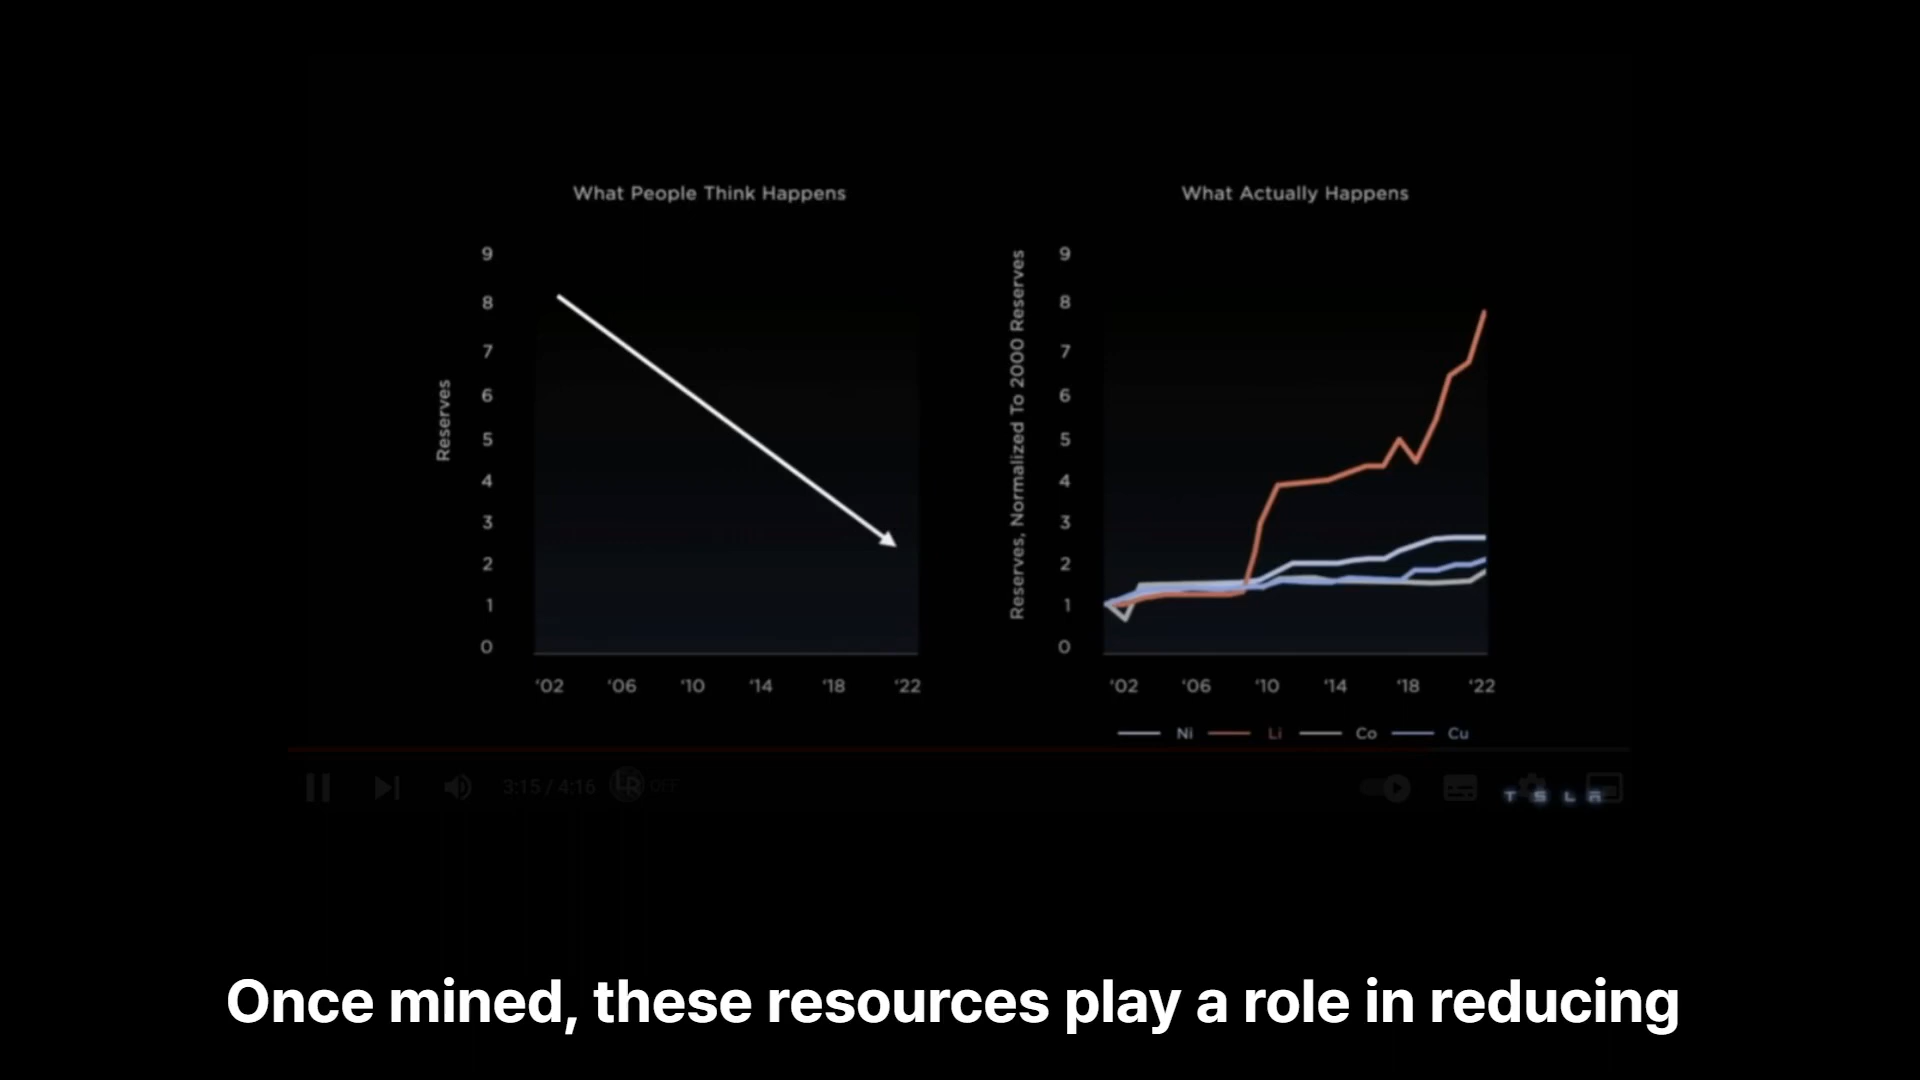 What People Think Happens
Reserves
9
8
7
6
5
4
3
2
1
0
‘02 ‘06 ‘10 ‘14 ‘18 ‘22
What Actually Happens
Reserves, Normalized To 2000 Reserves
9
8
7
6
5
4
3
2
1
0
‘02 ‘06 ‘10 ‘14 ‘18 ‘22
Ni Li Co Cu
3:15 / 4:16 LR OFF
T S L A
Once mined, these resources play a role in reducing